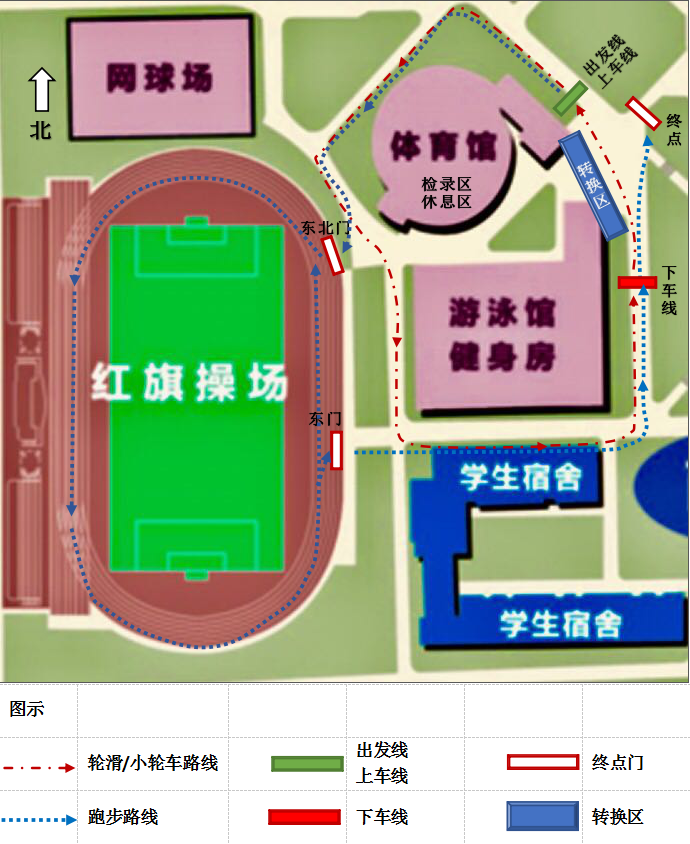 网球场
北
出发线
上车线
终点
体育馆
检录区
休息区
转换区
东北门
下车线
游泳馆
健身房
红旗操场
东门
学生宿舍
学生宿舍
图示
轮滑/小轮车路线
出发线
上车线
终点门
跑步路线
下车线
转换区